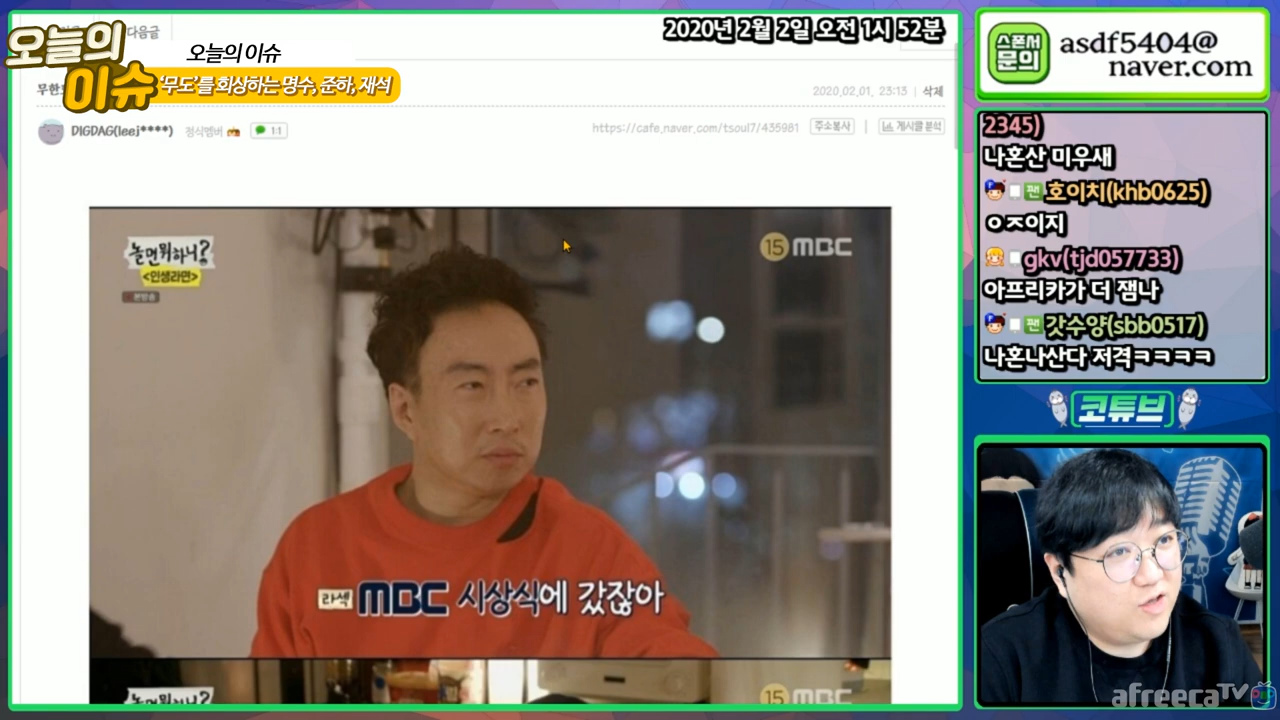 오늘의
이슈
다음글
오늘의 이슈
'무도'를 회상하는 명수, 준하, 재석
2020년 2월 2일 오전 1시 52분
2020.02.01. 23:13 | 삭제
DIGDAG(leej****) 정식멤버 1:1
https://cafe.naver.com/tsoul7/435981 주소복사 | 게시글 분석
놀면 뭐하니?
<인생라면>
본방송
15 MBC
라섹 MBC 시상식에 갔잖아
놀면 뭐하니?
15 MBC
스폰서
문의
asdf5404@
naver.com
2345)
나혼산 미우새
팬 호이치(khb0625)
ㅇㅈ이지
gkv(tjd057733)
아프리카가 더 잼나
팬 갓수양(sbb0517)
나혼나산다 저격ㅋㅋㅋㅋ
코튜브
afreecaTV